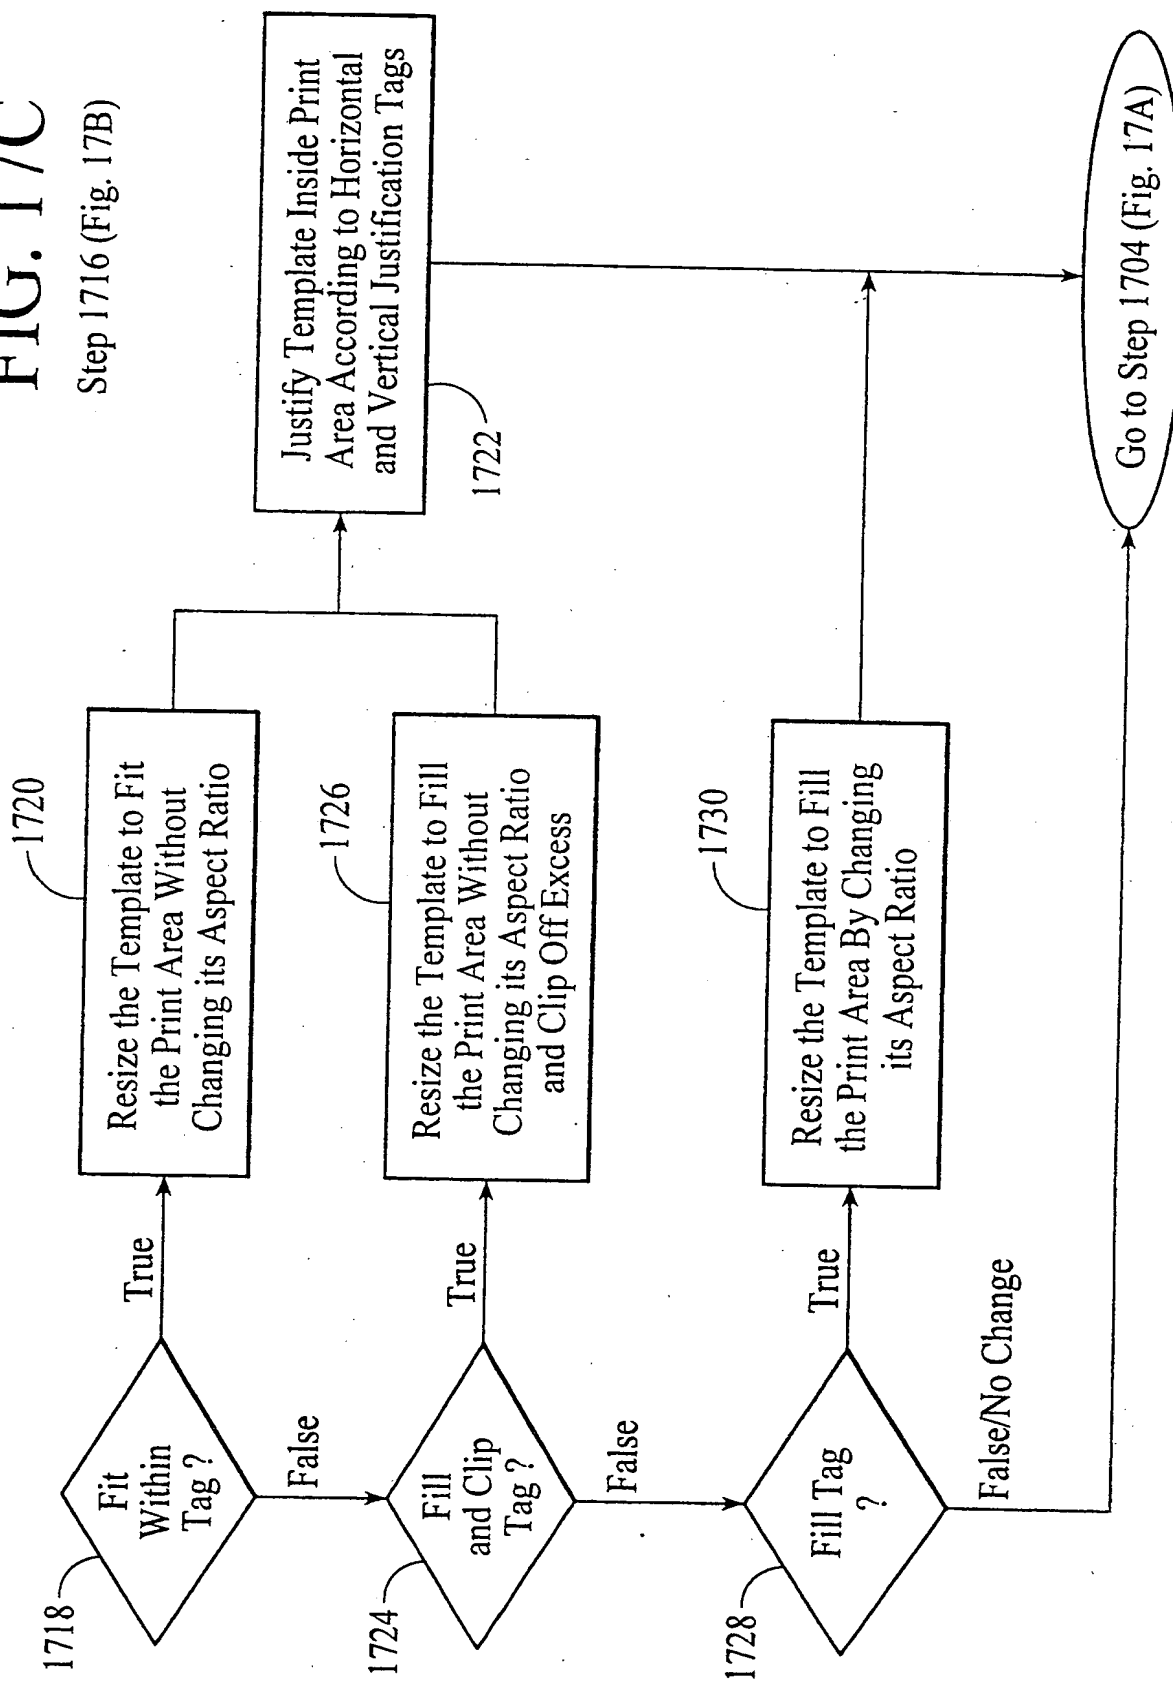 FIG. 17C
Step 1716 (Fig. 17B)
1718
Fit
Within
Tag ?
True
False
1720
Resize the Template to Fit
the Print Area Without
Changing its Aspect Ratio
1724
Fill
and Clip
Tag ?
True
False
1726
Resize the Template to Fill
the Print Area Without
Changing its Aspect Ratio
and Clip Off Excess
1722
Justify Template Inside Print
Area According to Horizontal
and Vertical Justification Tags
1728
Fill Tag
?
True
False/No Change
1730
Resize the Template to Fill
the Print Area By Changing
its Aspect Ratio
Go to Step 1704 (Fig. 17A)